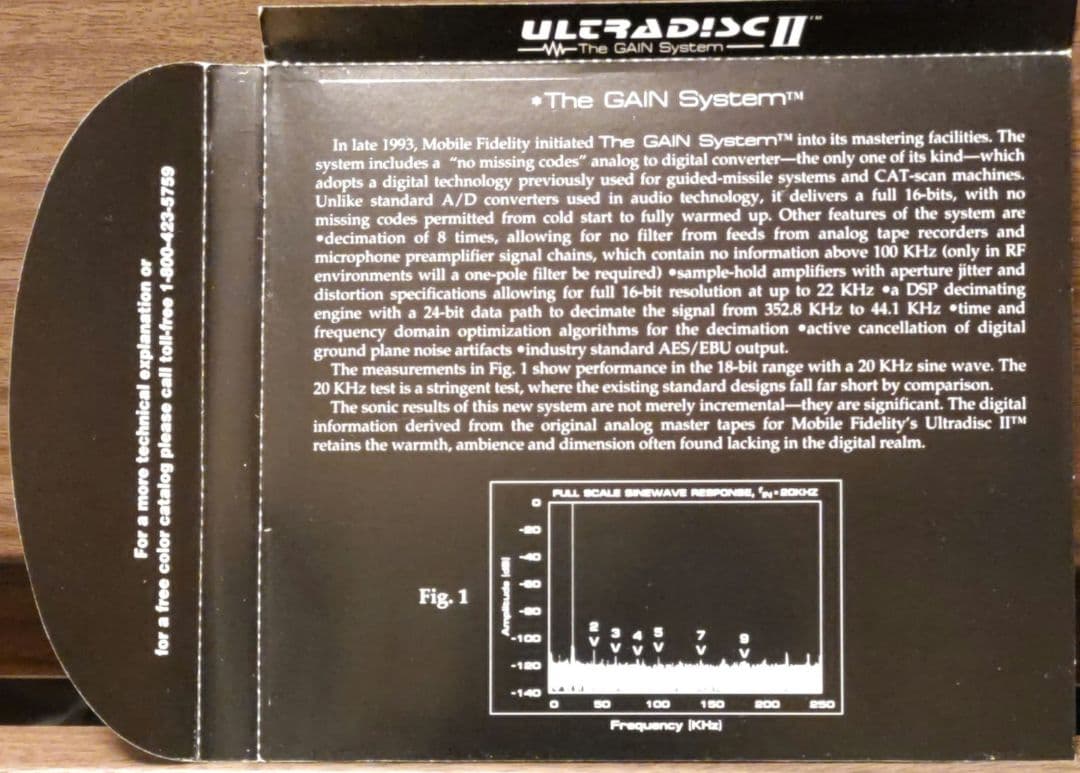 ULTRADISC II™
The GAIN System
*The GAIN System™
In late 1993, Mobile Fidelity initiated The GAIN System™ into its mastering facilities. The
system includes a "no missing codes" analog to digital converter—the only one of its kind—which
adopts a digital technology previously used for guided-missile systems and CAT-scan machines.
Unlike standard A/D converters used in audio technology, it delivers a full 16-bits, with no
missing codes permitted from cold start to fully warmed up. Other features of the system are
•decimation of 8 times, allowing for no filter from feeds from analog tape recorders and
microphone preamplifier signal chains, which contain no information above 100 KHz (only in RF
environments will a one-pole filter be required) •sample-hold amplifiers with aperture jitter and
distortion specifications allowing for full 16-bit resolution at up to 22 KHz •a DSP decimating
engine with a 24-bit data path to decimate the signal from 352.8 KHz to 44.1 KHz •time and
frequency domain optimization algorithms for the decimation •active cancellation of digital
ground plane noise artifacts •industry standard AES/EBU output.
The measurements in Fig. 1 show performance in the 18-bit range with a 20 KHz sine wave. The
20 KHz test is a stringent test, where the existing standard designs fall far short by comparison.
The sonic results of this new system are not merely incremental—they are significant. The digital
information derived from the original analog master tapes for Mobile Fidelity's Ultradisc II™
retains the warmth, ambience and dimension often found lacking in the digital realm.
Fig. 1
FULL SCALE SINEWAVE RESPONSE, fIN=20KHZ
Amplitude [dB]
0
-20
-40
-60
-80
-100
-120
-140
2 3 4 5 7 9
0 50 100 150 200 250
Frequency [KHz]
For a more technical explanation or
for a free color catalog please call toll-free 1-800-423-5759